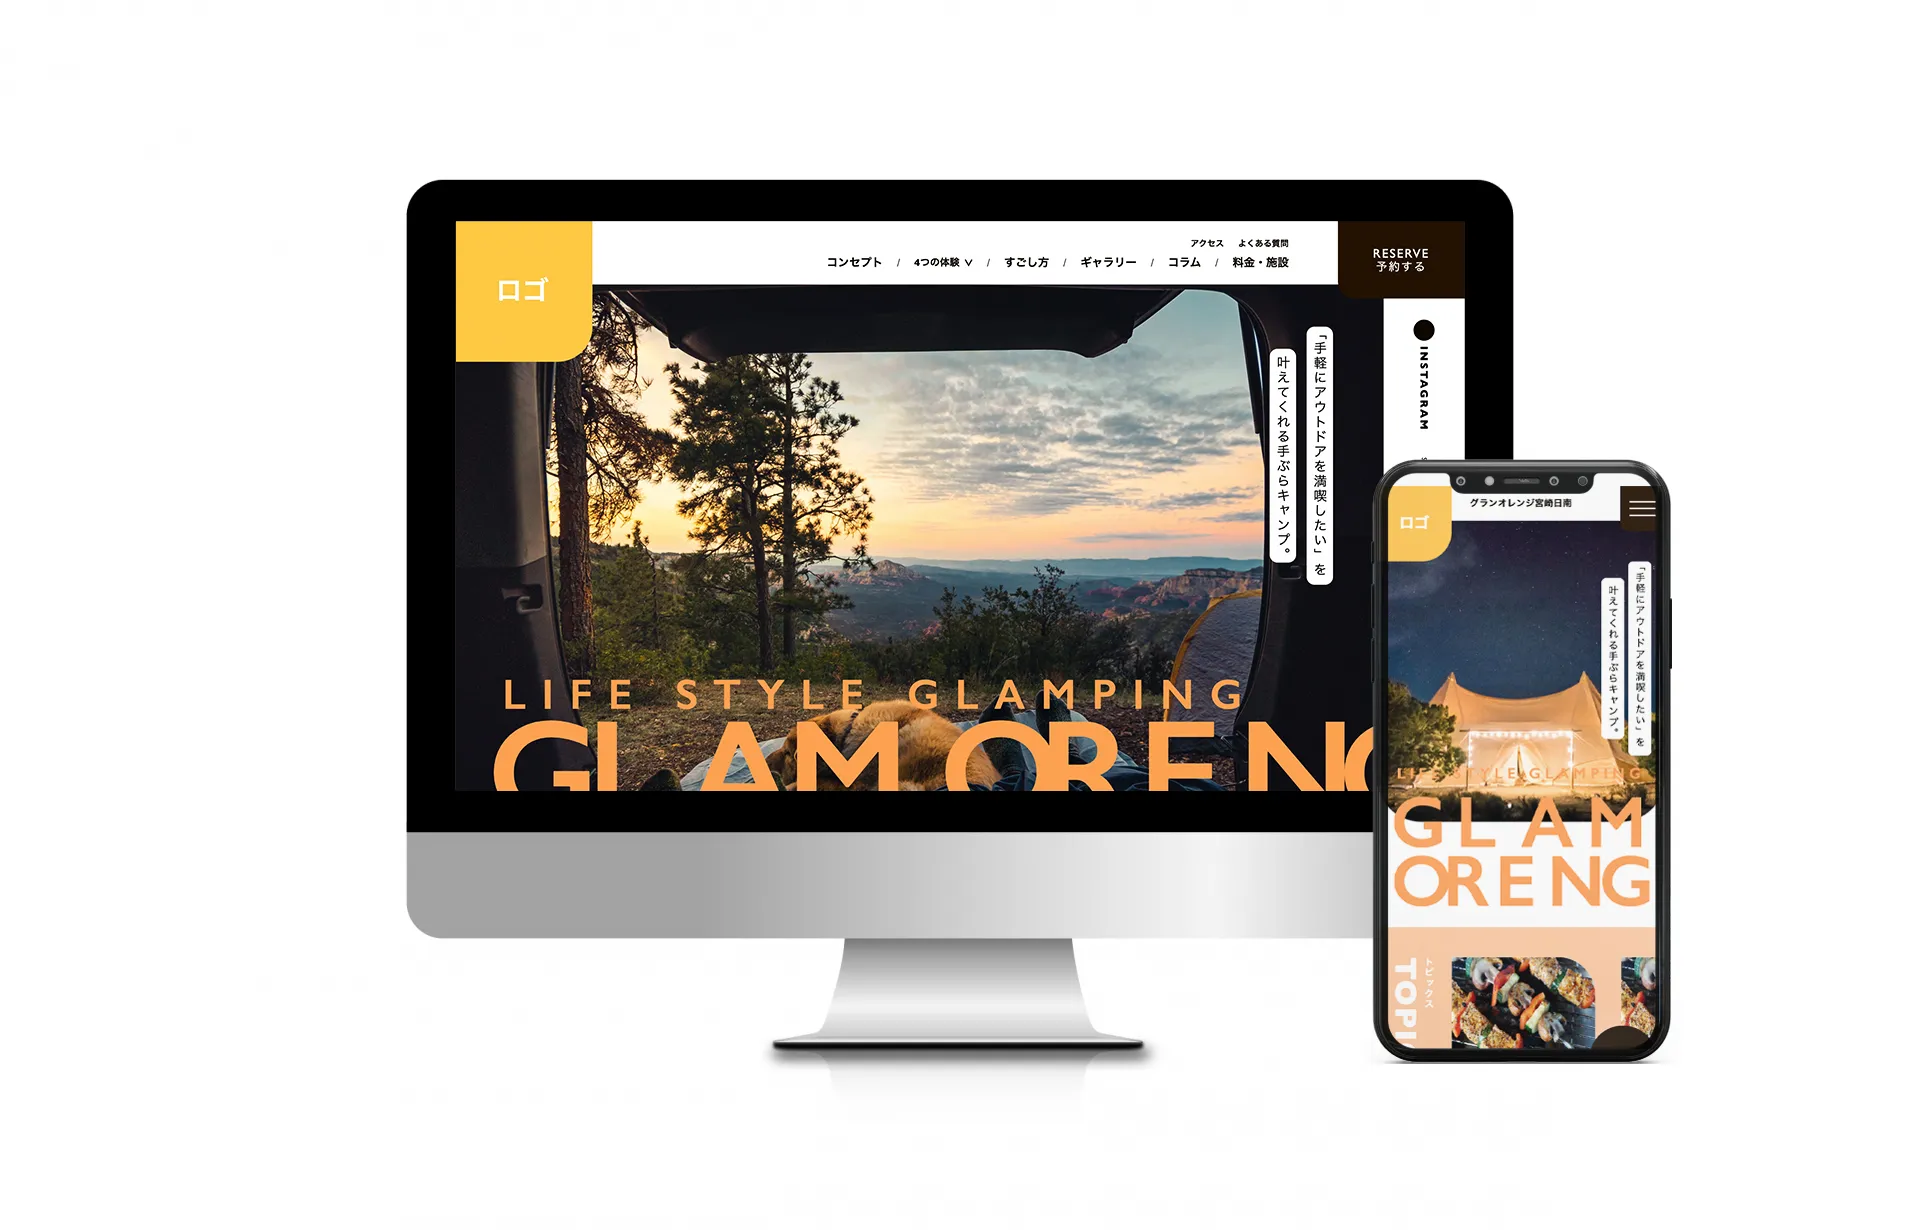 ロゴ
アクセス よくある質問
コンセプト / 4つの体験 ∨ / すごし方 / ギャラリー / コラム / 料金・施設
RESERVE
予約する
「手軽にアウトドアを満喫したい」を
叶えてくれる手ぶらキャンプ。
INSTAGRAM
LIFE STYLE GLAMPING
GLAM ORENG
ロゴ
グランオレンジ宮崎日南
「手軽にアウトドアを満喫したい」を
叶えてくれる手ぶらキャンプ。
LIFE STYLE GLAMPING
GLAM
ORENG
トピックス
TOPI